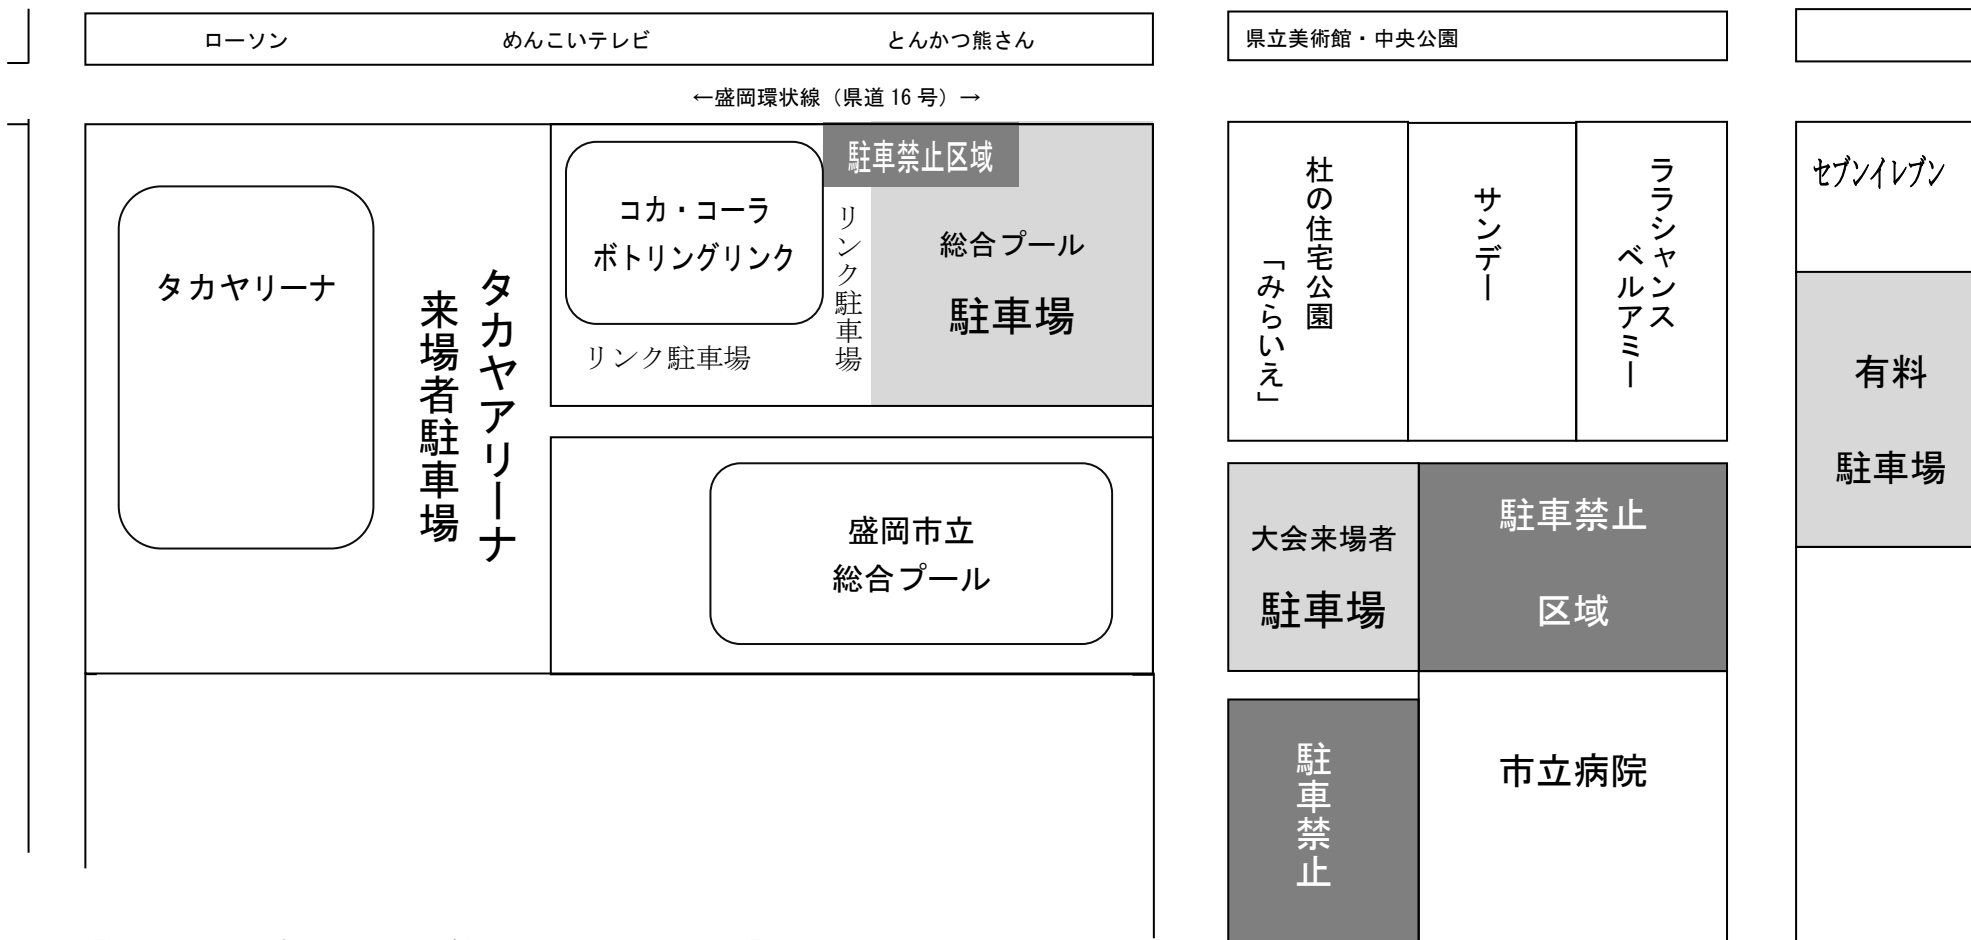 ローソン
めんこいテレビ
とんかつ熊さん
県立美術館・中央公園
←盛岡環状線（県道16号）→
タカヤリーナ
タカヤアリーナ
来場者駐車場
コカ・コーラ
ボトリングリンク
リンク駐車場
リンク駐車場
駐車禁止区域
総合プール
駐車場
盛岡市立
総合プール
杜の住宅公園
「みらいえ」
サンデー
ララシャンス
ベルアミー
セブンイレブン
有料
駐車場
大会来場者
駐車場
駐車禁止
区域
駐車禁止
市立病院